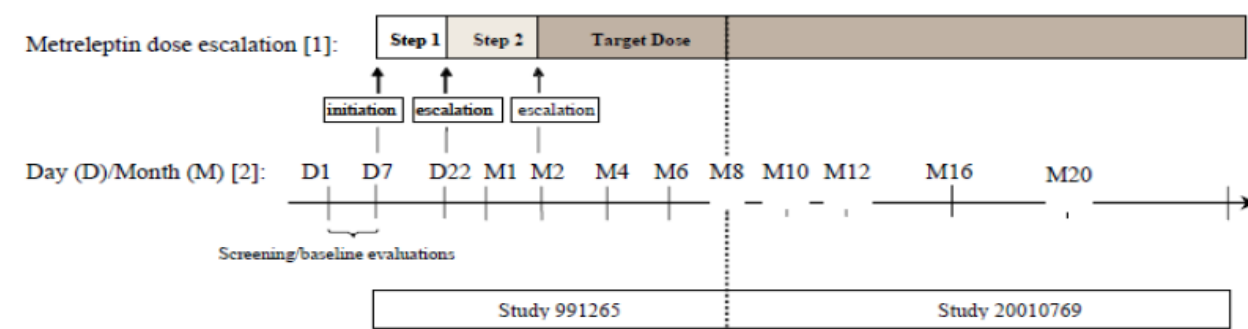 Metreleptin dose escalation [1]: Step 1 Step 2 Target Dose
initiation escalation escalation
Day (D)/Month (M) [2]: D1 D7 D22 M1 M2 M4 M6 M8 M10 M12 M16 M20
Screening/baseline evaluations
Study 991265 Study 20010769